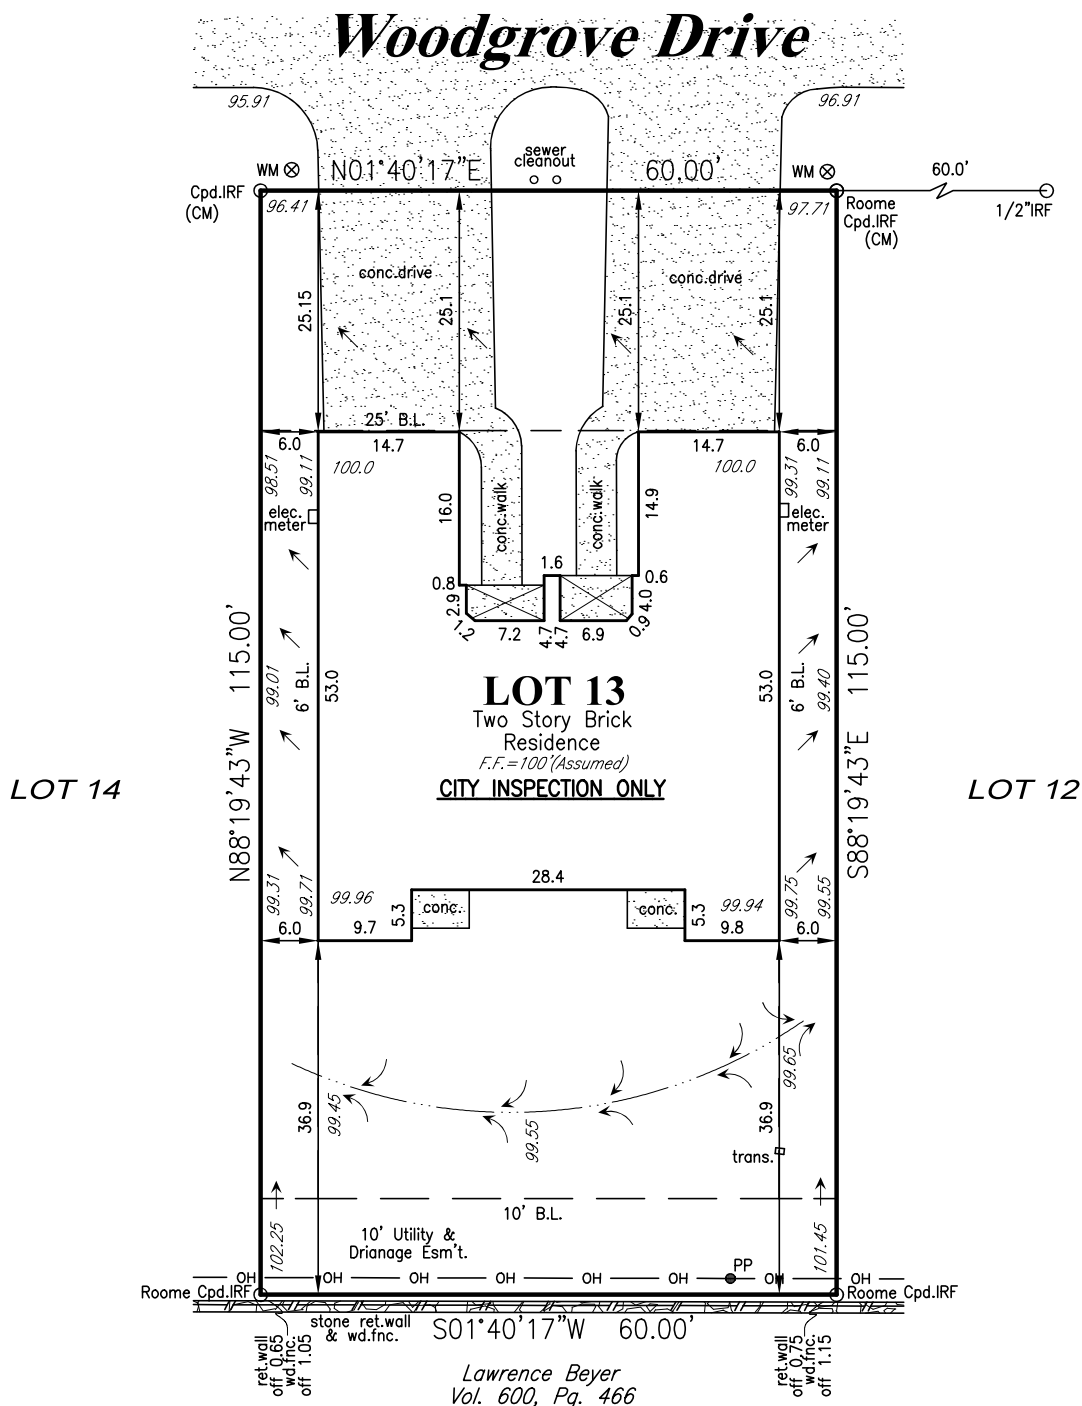 Woodgrove Drive
95.91
96.91
sewer
cleanout
WM
N01°40'17"E
60.00'
WM
60.0'
Cpd.IRF
(CM)
96.41
97.71
Roome
Cpd.IRF
(CM)
1/2"IRF
conc.drive
conc.drive
25.15
25.1
25.1
25.1
25' B.L.
6.0
14.7
14.7
6.0
98.51
99.11
100.0
100.0
99.31
99.11
elec.
meter
16.0
conc.walk
conc.walk
14.9
elec.
meter
1.6
0.8
0.6
2.9
4.0
1.2
7.2
4.7
4.7
6.9
0.9
N88°19'43"W 115.00'
99.01
6' B.L.
53.0
53.0
6' B.L.
99.40
S88°19'43"E 115.00'
LOT 13
Two Story Brick
Residence
F.F.=100'(Assumed)
CITY INSPECTION ONLY
LOT 14
LOT 12
28.4
99.31
99.71
99.96
5.3
conc.
conc.
5.3
99.94
99.75
99.55
6.0
9.7
9.8
6.0
36.9
99.45
99.55
36.9
99.65
trans.
10' B.L.
102.25
10' Utility &
Drianage Esm't.
101.45
PP
OH OH OH OH OH OH OH OH
Roome Cpd.IRF
Roome Cpd.IRF
stone ret.wall
& wd.fnc.
S01°40'17"W 60.00'
ret.wall
off 0.65
wd.fnc.
off 1.05
ret.wall
off 0.75
wd.fnc.
off 1.15
Lawrence Beyer
Vol. 600, Pg. 466